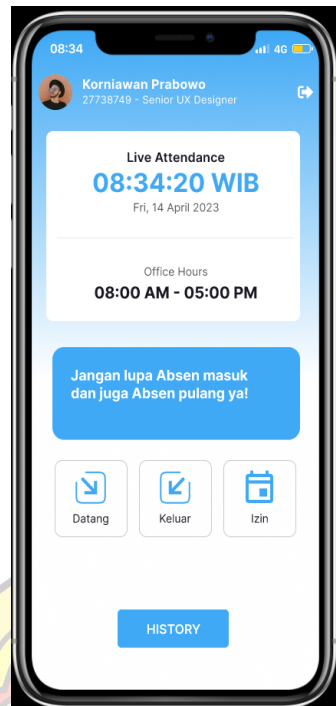 08:34
4G
Korniawan Prabowo
27738749 - Senior UX Designer
Live Attendance
08:34:20 WIB
Fri, 14 April 2023
Office Hours
08:00 AM - 05:00 PM
Jangan lupa Absen masuk
dan juga Absen pulang ya!
Datang
Keluar
Izin
HISTORY